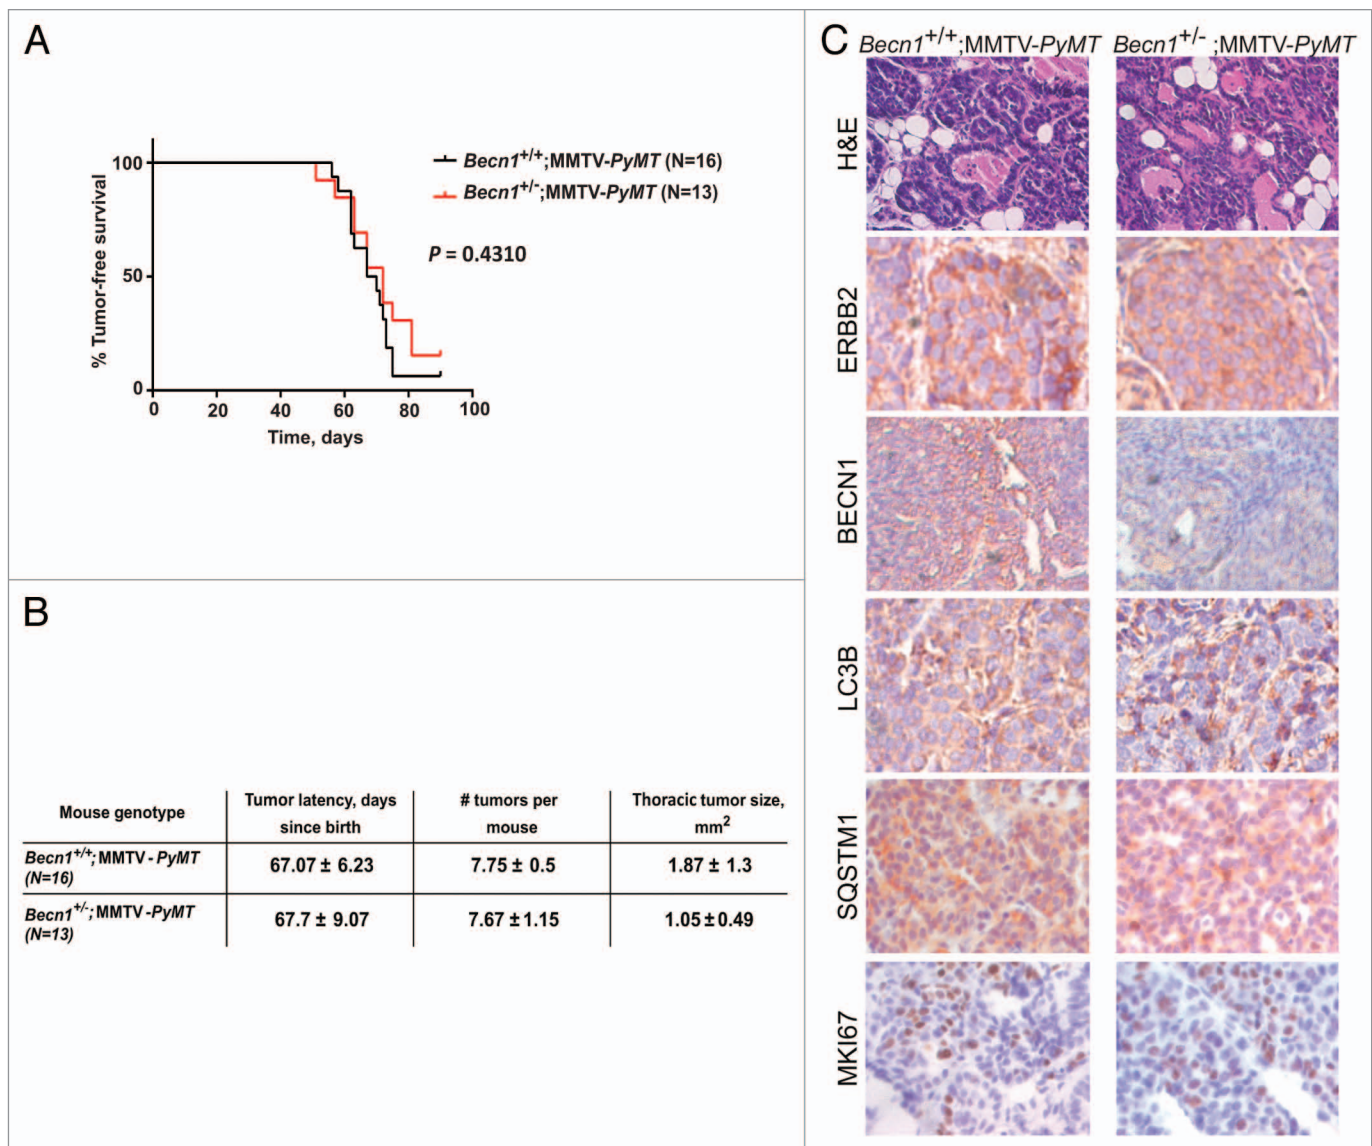 A
100
50
0
% Tumor-free survival
0 20 40 60 80 100
Time, days
Becn1+/+;MMTV-PyMT (N=16)
Becn1+/-;MMTV-PyMT (N=13)
P = 0.4310
B
Mouse genotype
Tumor latency, days
since birth
# tumors per
mouse
Thoracic tumor size,
mm2
Becn1+/+; MMTV - PyMT
(N=16)
67.07 ± 6.23
7.75 ± 0.5
1.87 ± 1.3
Becn1+/-; MMTV -PyMT
(N=13)
67.7 ± 9.07
7.67 ±1.15
1.05±0.49
C
Becn1+/+;MMTV-PyMT
Becn1+/- ;MMTV-PyMT
H&E
ERBB2
BECN1
LC3B
SQSTM1
MKI67